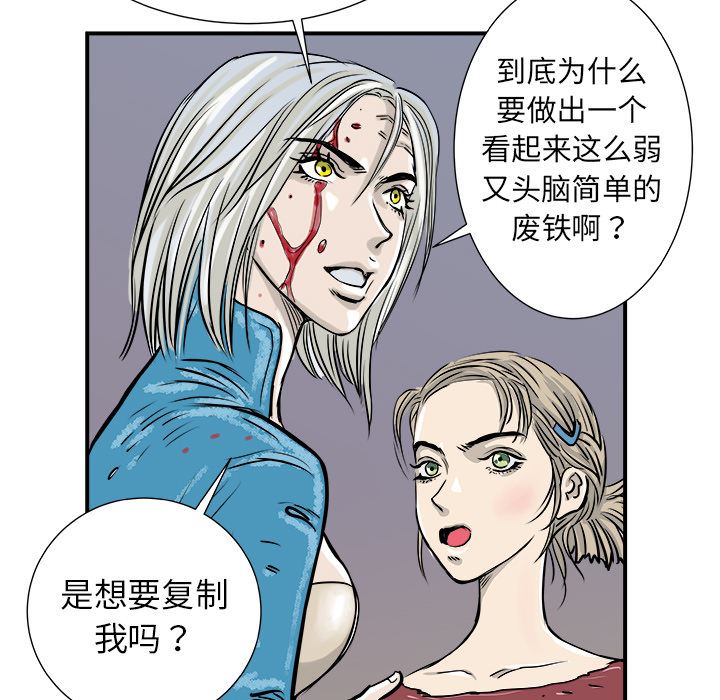 到底为什么
要做出一个
看起来这么弱
又头脑简单的
废铁啊？
是想要复制
我吗？